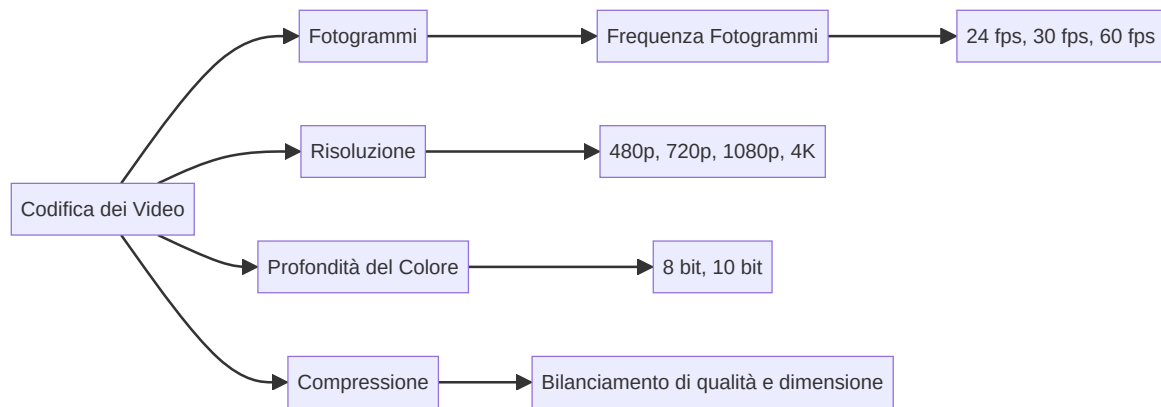 Fotogrammi
Frequenza Fotogrammi
24 fps, 30 fps, 60 fps
Risoluzione
480p, 720p, 1080p, 4K
Codifica dei Video
Profondità del Colore
8 bit, 10 bit
Compressione
Bilanciamento di qualità e dimensione